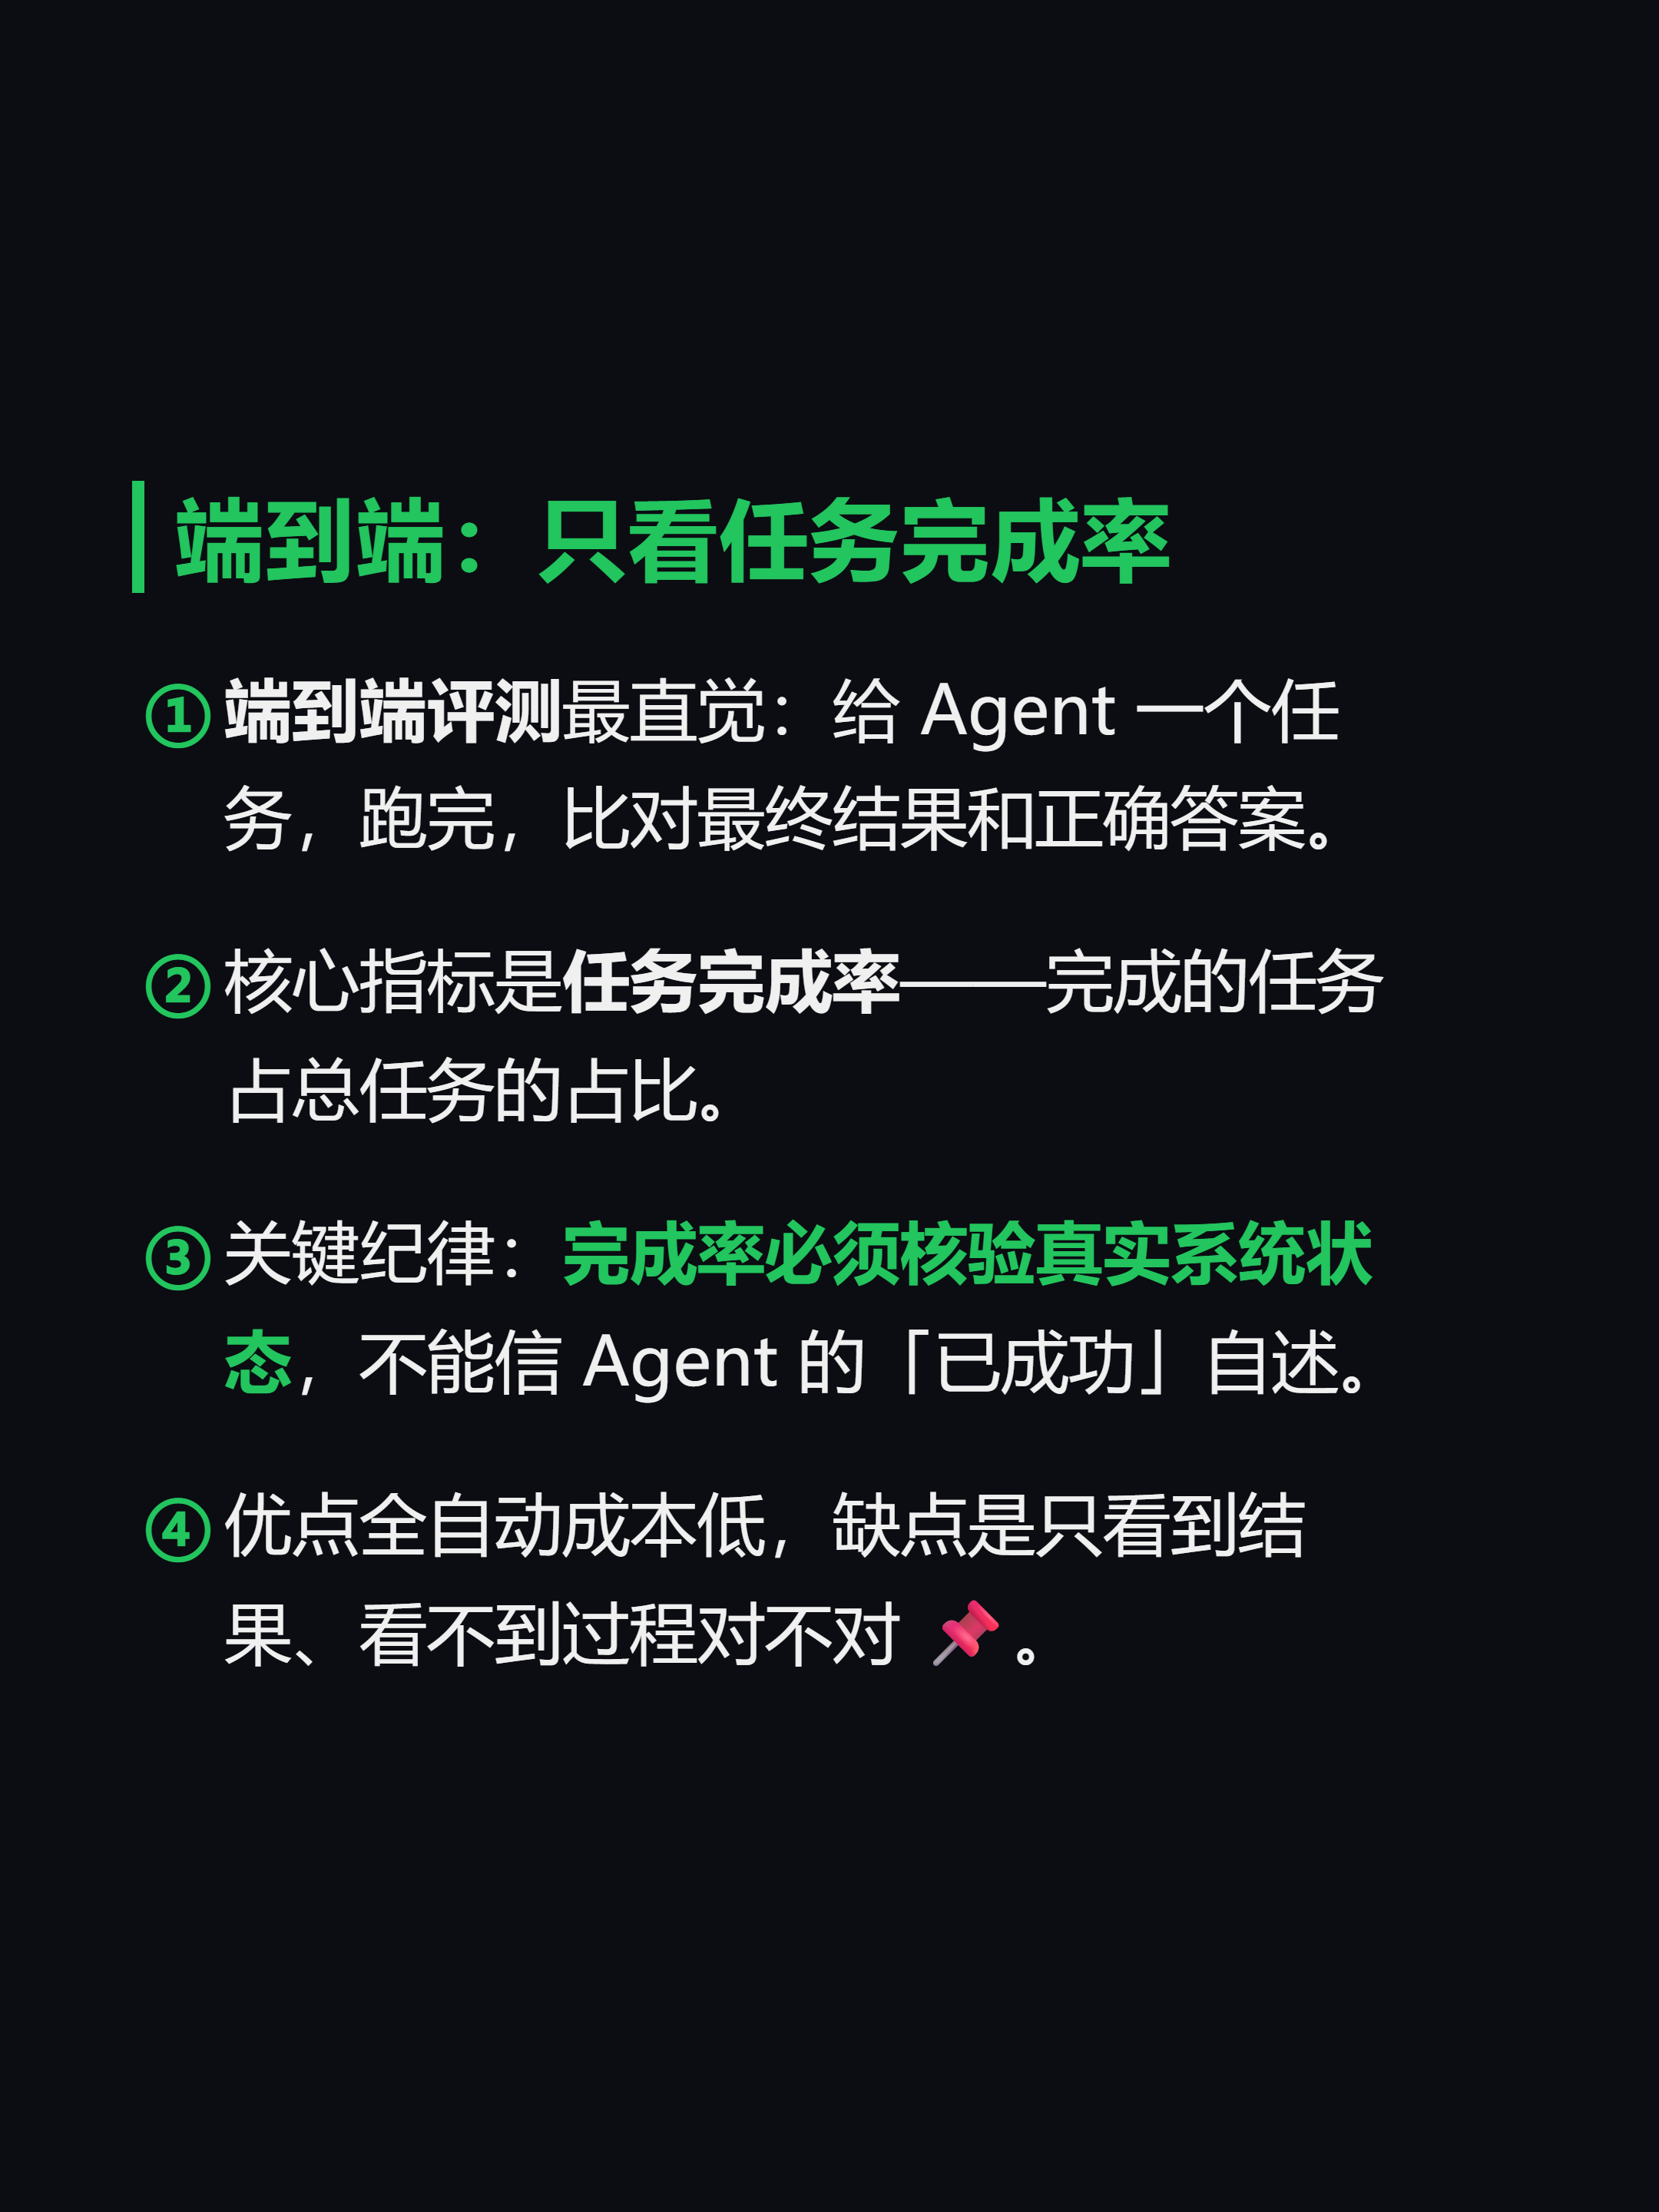 端到端：只看任务完成率
① 端到端评测最直觉：给 Agent 一个任
务，跑完，比对最终结果和正确答案。
② 核心指标是任务完成率——完成的任务
占总任务的占比。
③ 关键纪律：完成率必须核验真实系统状
态，不能信 Agent 的「已成功」自述。
④ 优点全自动成本低，缺点是只看到结
果、看不到过程对不对 📌。